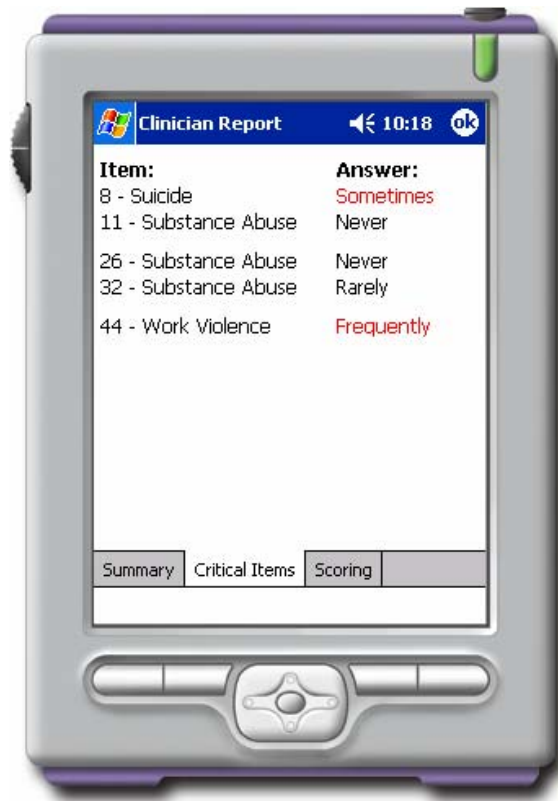 Clinician Report 10:18 ok
Item: Answer:
8 - Suicide Sometimes
11 - Substance Abuse Never
26 - Substance Abuse Never
32 - Substance Abuse Rarely
44 - Work Violence Frequently
Summary Critical Items Scoring